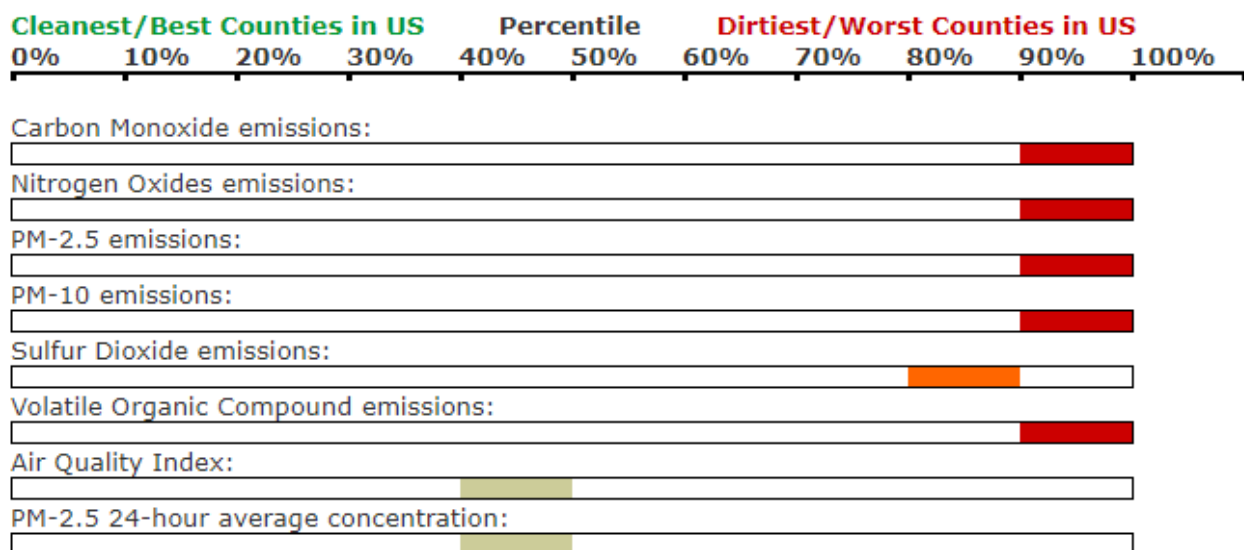 Cleanest/Best Counties in US Percentile Dirtiest/Worst Counties in US
0% 10% 20% 30% 40% 50% 60% 70% 80% 90% 100%
Carbon Monoxide emissions:
Nitrogen Oxides emissions:
PM-2.5 emissions:
PM-10 emissions:
Sulfur Dioxide emissions:
Volatile Organic Compound emissions:
Air Quality Index:
PM-2.5 24-hour average concentration: